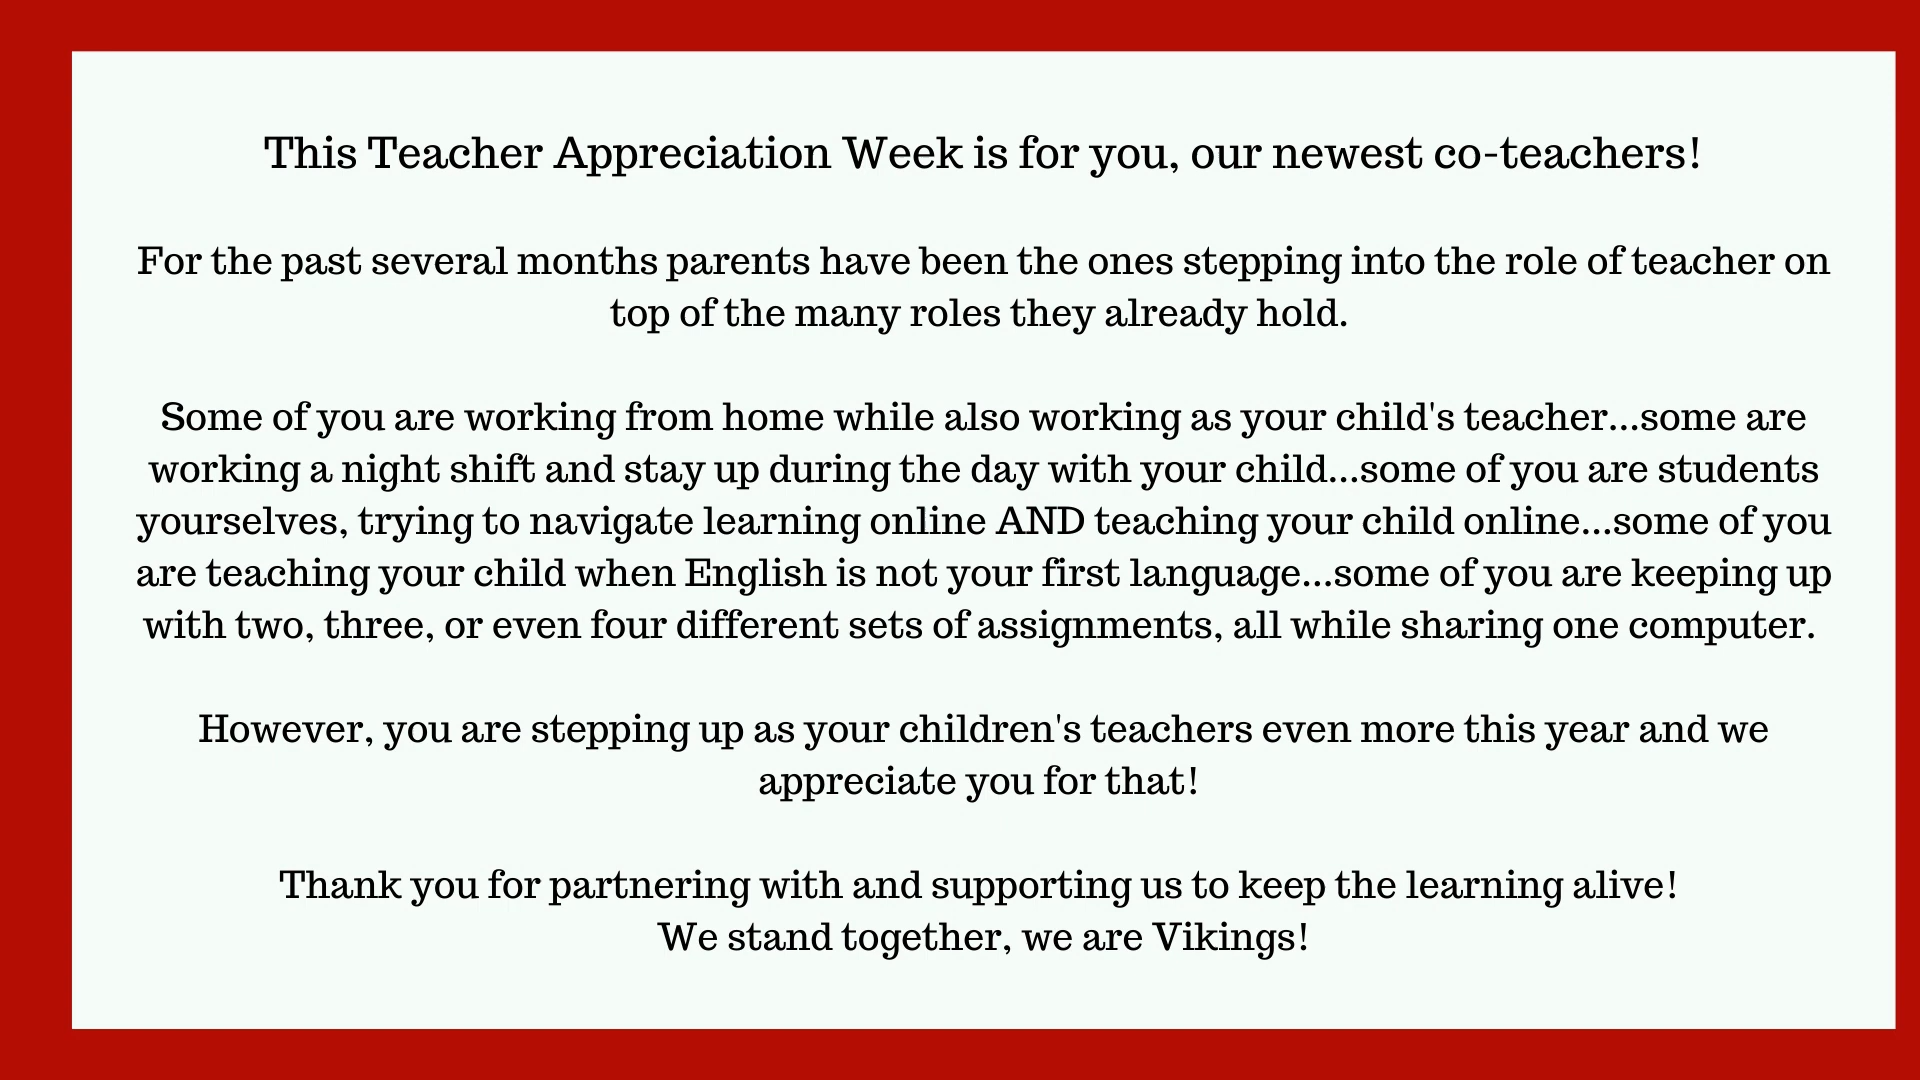 This Teacher Appreciation Week is for you, our newest co-teachers!
For the past several months parents have been the ones stepping into the role of teacher on
top of the many roles they already hold.
Some of you are working from home while also working as your child's teacher...some are
working a night shift and stay up during the day with your child...some of you are students
yourselves, trying to navigate learning online AND teaching your child online...some of you
are teaching your child when English is not your first language...some of you are keeping up
with two, three, or even four different sets of assignments, all while sharing one computer.
However, you are stepping up as your children's teachers even more this year and we
appreciate you for that!
Thank you for partnering with and supporting us to keep the learning alive!
We stand together, we are Vikings!